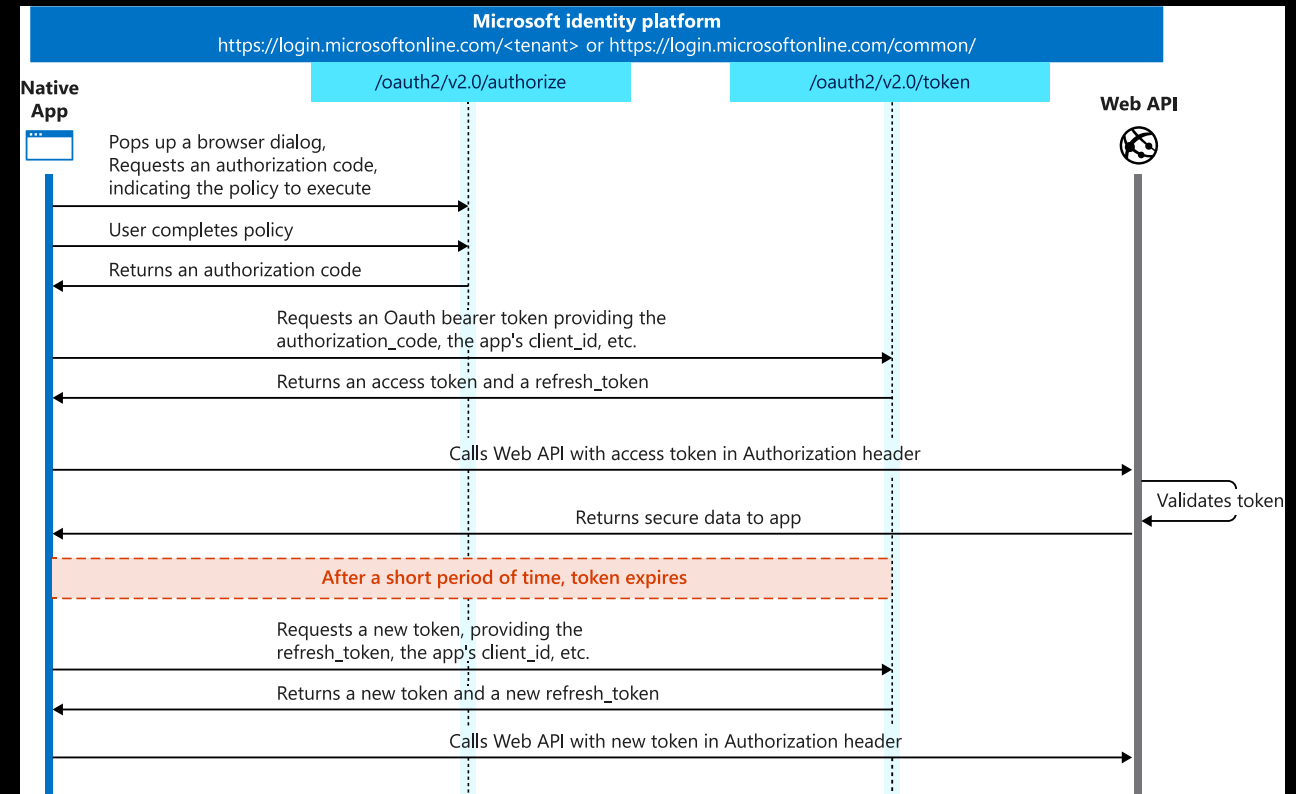 Microsoft identity platform
https://login.microsoftonline.com/<tenant> or https://login.microsoftonline.com/common/
/oauth2/v2.0/authorize
/oauth2/v2.0/token
Native
App
Web API
Pops up a browser dialog,
Requests an authorization code,
indicating the policy to execute
User completes policy
Returns an authorization code
Requests an Oauth bearer token providing the
authorization_code, the app's client_id, etc.
Returns an access token and a refresh_token
Calls Web API with access token in Authorization header
Validates token
Returns secure data to app
After a short period of time, token expires
Requests a new token, providing the
refresh_token, the app's client_id, etc.
Returns a new token and a new refresh_token
Calls Web API with new token in Authorization header